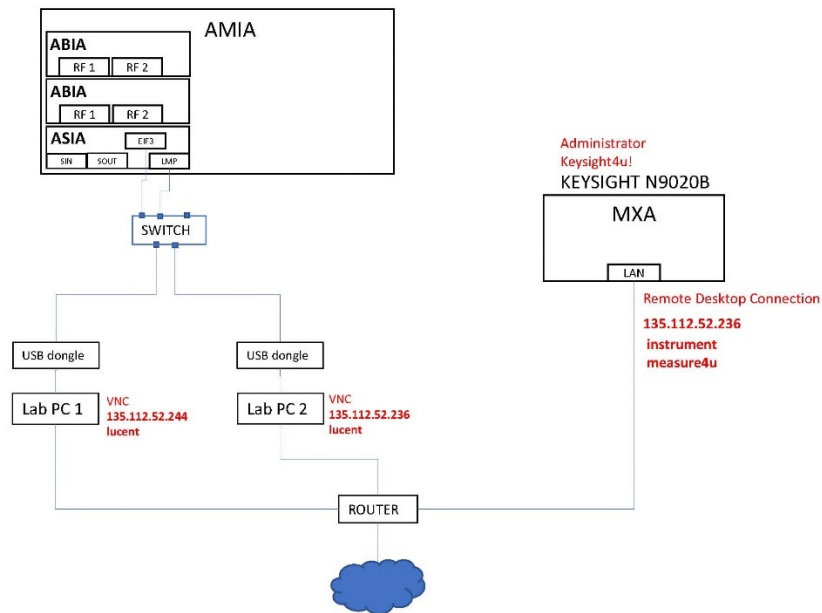 AMIA
ABIA
RF 1
RF 2
ABIA
RF 1
RF 2
ASIA
EIF3
SIN
SOUT
LMP
SWITCH
Administrator
Keysight4u!
KEYSIGHT N9020B
MXA
LAN
Remote Desktop Connection
135.112.52.236
instrument
measure4u
USB dongle
USB dongle
Lab PC 1
VNC
135.112.52.244
lucent
Lab PC 2
VNC
135.112.52.236
lucent
ROUTER